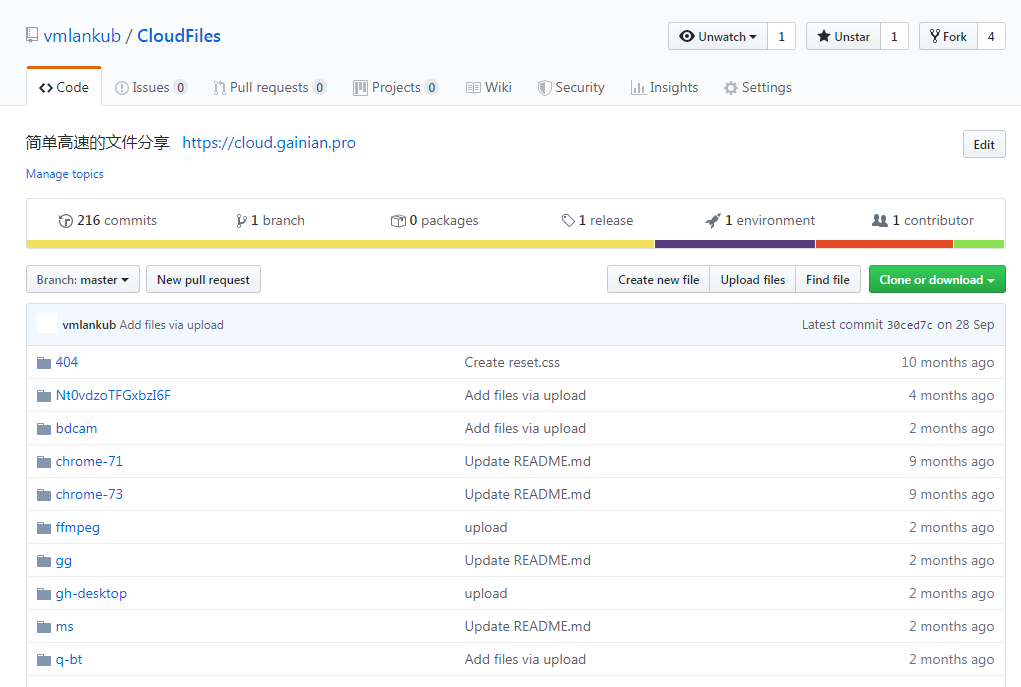 vmlankub / CloudFiles
Unwatch 1 Unstar 1 Fork 4
Code Issues 0 Pull requests 0 Projects 0 Wiki Security Insights Settings
简单高速的文件分享 https://cloud.gainian.pro Edit
Manage topics
216 commits 1 branch 0 packages 1 release 1 environment 1 contributor
Branch: master New pull request Create new file Upload files Find file Clone or download
vmlankub Add files via upload Latest commit 30ced7c on 28 Sep
404 Create reset.css 10 months ago
Nt0vdzoTFGxbzI6F Add files via upload 4 months ago
bdcam Add files via upload 2 months ago
chrome-71 Update README.md 9 months ago
chrome-73 Update README.md 9 months ago
ffmpeg upload 2 months ago
gg Update README.md 2 months ago
gh-desktop upload 2 months ago
ms Update README.md 2 months ago
q-bt Add files via upload 2 months ago